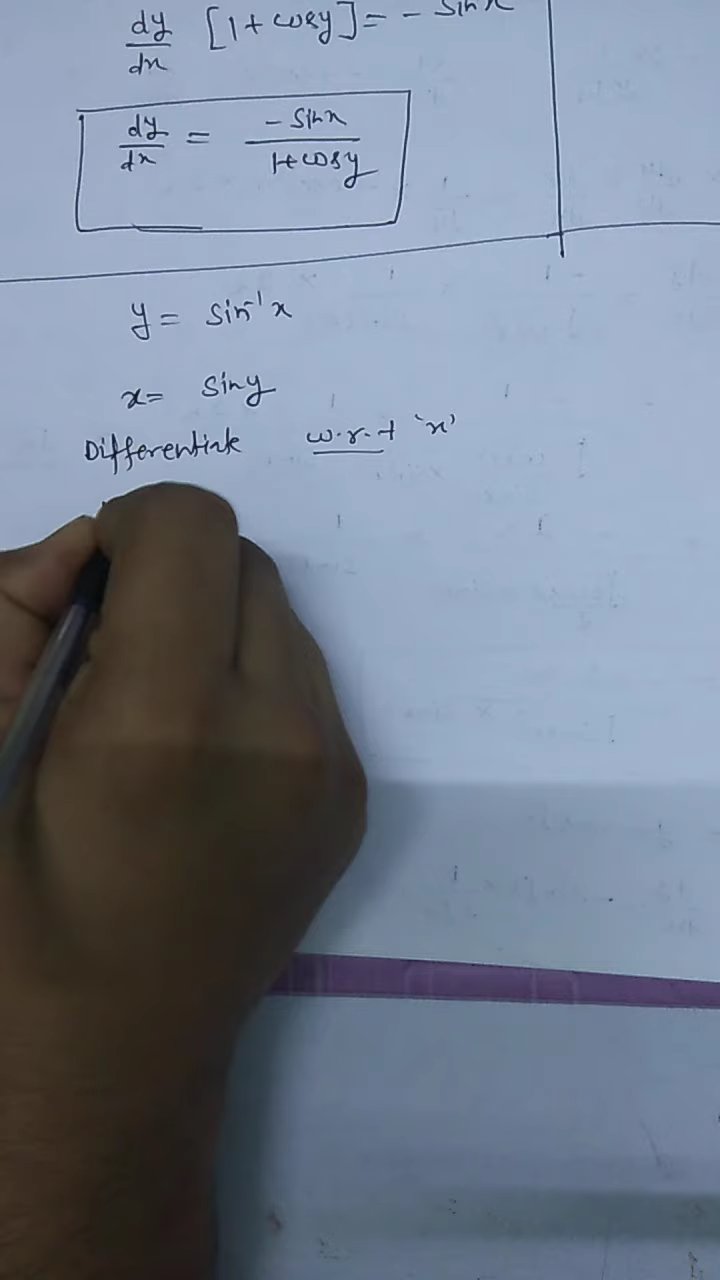 dy/dx [1 + cosy] = - sinx
dy/dx = -sinx / 1+cosy
y = sin⁻¹x
x = siny
Differentiate w.r.t 'x'